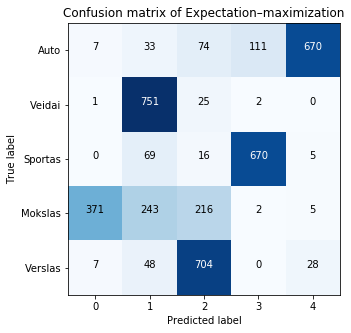 Confusion matrix of Expectation–maximization
Auto 7 33 74 111 670
Veidai 1 751 25 2 0
Sportas 0 69 16 670 5
Mokslas 371 243 216 2 5
Verslas 7 48 704 0 28
0 1 2 3 4
Predicted label
True label